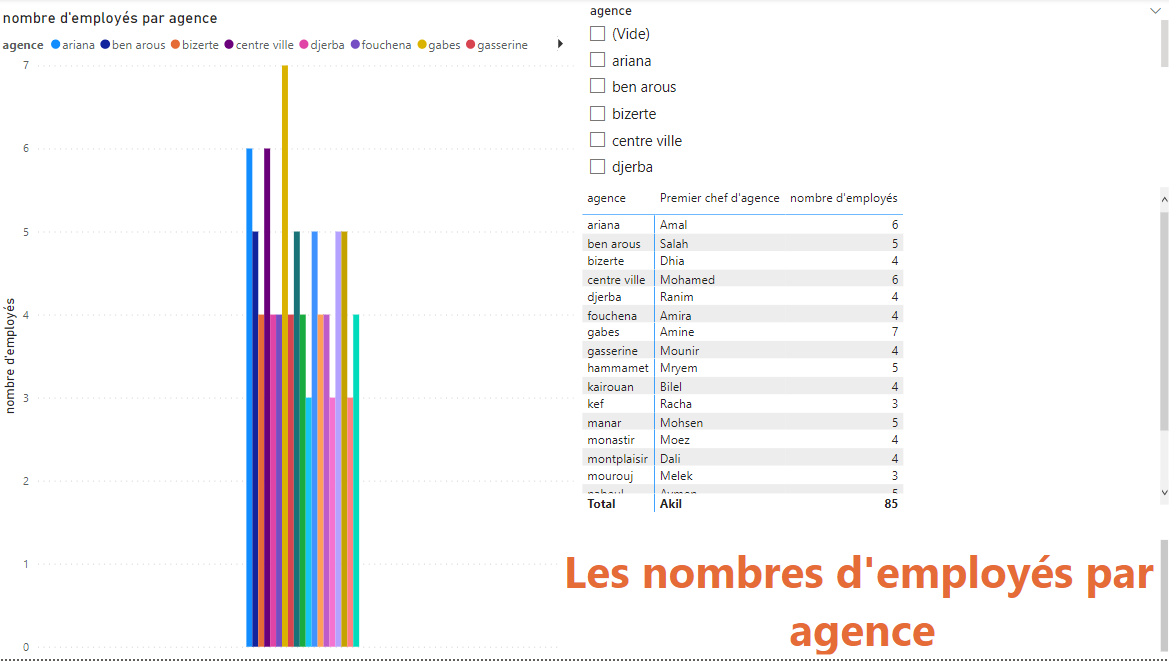 nombre d'employés par agence
agence ariana ben arous bizerte centre ville djerba fouchena gabes gasserine
7
6
5
4
3
2
1
0
nombre d'employés
agence
(Vide)
ariana
ben arous
bizerte
centre ville
djerba
agence Premier chef d'agence nombre d'employés
ariana Amal 6
ben arous Salah 5
bizerte Dhia 4
centre ville Mohamed 6
djerba Ranim 4
fouchena Amira 4
gabes Amine 7
gasserine Mounir 4
hammamet Mryem 5
kairouan Bilel 4
kef Racha 3
manar Mohsen 5
monastir Moez 4
montplaisir Dali 4
mourouj Melek 3
Total Akil 85
Les nombres d'employés par
agence